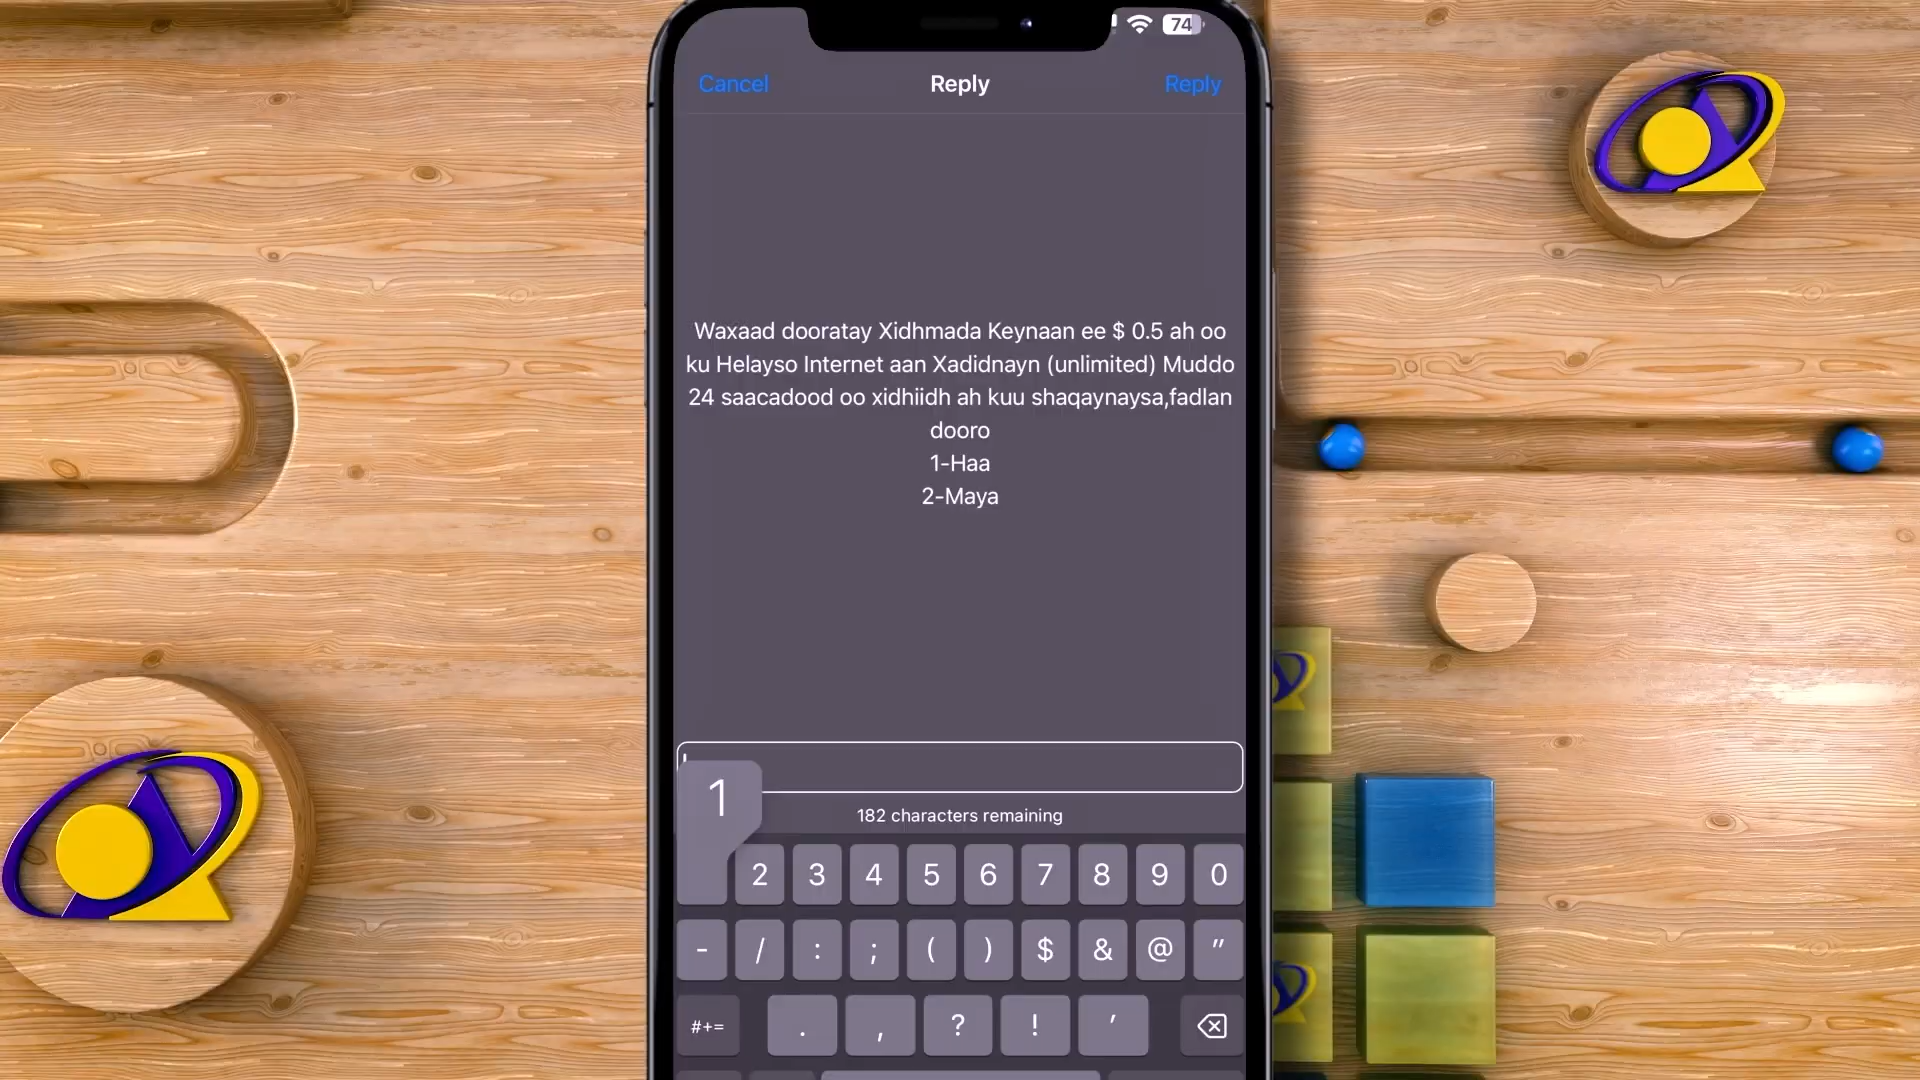 74
Cancel Reply Reply
Waxaad dooratay Xidhmada Keynaan ee $ 0.5 ah oo
ku Helayso Internet aan Xadidnayn (unlimited) Muddo
24 saacadood oo xidhiidh ah kuu shaqaynaysa,fadlan
dooro
1-Haa
2-Maya
1
182 characters remaining
2 3 4 5 6 7 8 9 0
- / : ; ( ) $ & @ "
#+= . , ? ! '